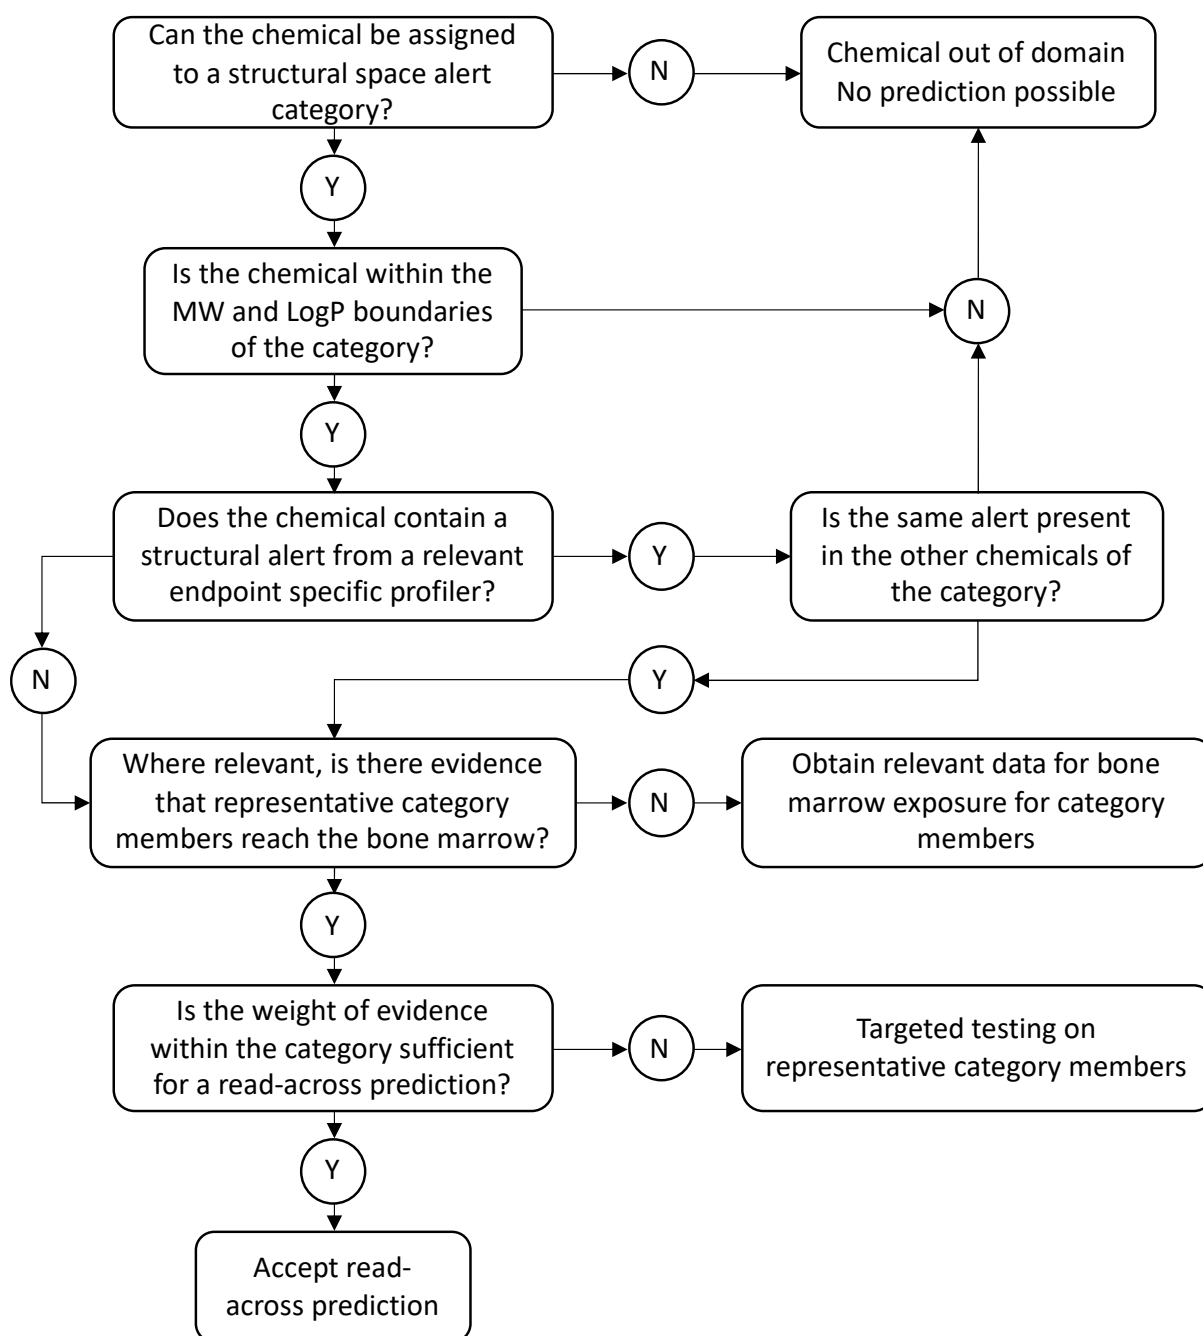 Can the chemical be assigned
to a structural space alert
category?
N
Chemical out of domain
No prediction possible
Y
Is the chemical within the
MW and LogP boundaries
of the category?
N
Y
Does the chemical contain a
structural alert from a relevant
endpoint specific profiler?
Y
Is the same alert present
in the other chemicals of
the category?
N
Y
Where relevant, is there evidence
that representative category
members reach the bone marrow?
N
Obtain relevant data for bone
marrow exposure for category
members
Y
Is the weight of evidence
within the category sufficient
for a read-across prediction?
N
Targeted testing on
representative category members
Y
Accept read-
across prediction